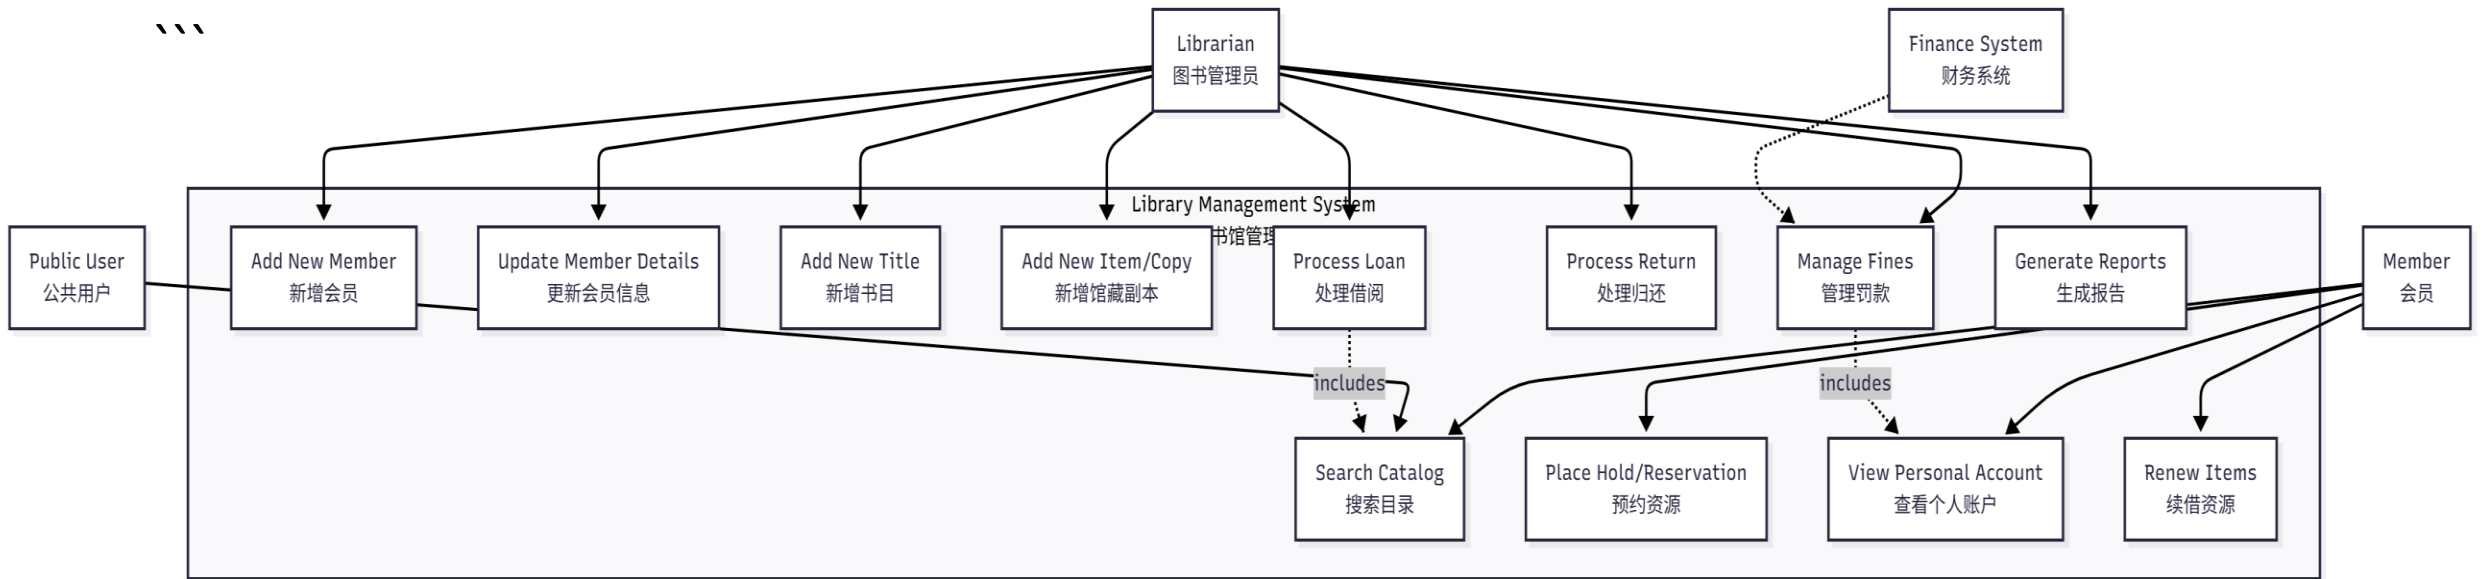 ```
Librarian
图书管理员
Finance System
财务系统
Library Management System
书馆管理
Public User
公共用户
Add New Member
新增会员
Update Member Details
更新会员信息
Add New Title
新增书目
Add New Item/Copy
新增馆藏副本
Process Loan
处理借阅
Process Return
处理归还
Manage Fines
管理罚款
Generate Reports
生成报告
Member
会员
includes
includes
Search Catalog
搜索目录
Place Hold/Reservation
预约资源
View Personal Account
查看个人账户
Renew Items
续借资源